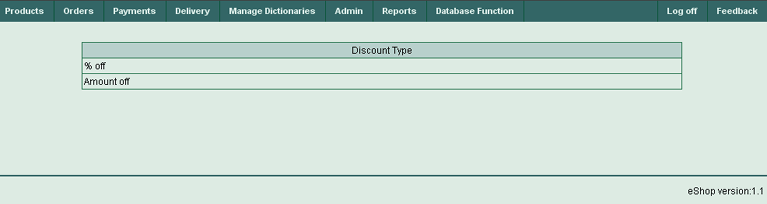 Products Orders Payments Delivery Manage Dictionaries Admin Reports Database Function Log off Feedback
Discount Type
% off
Amount off
eShop version:1.1